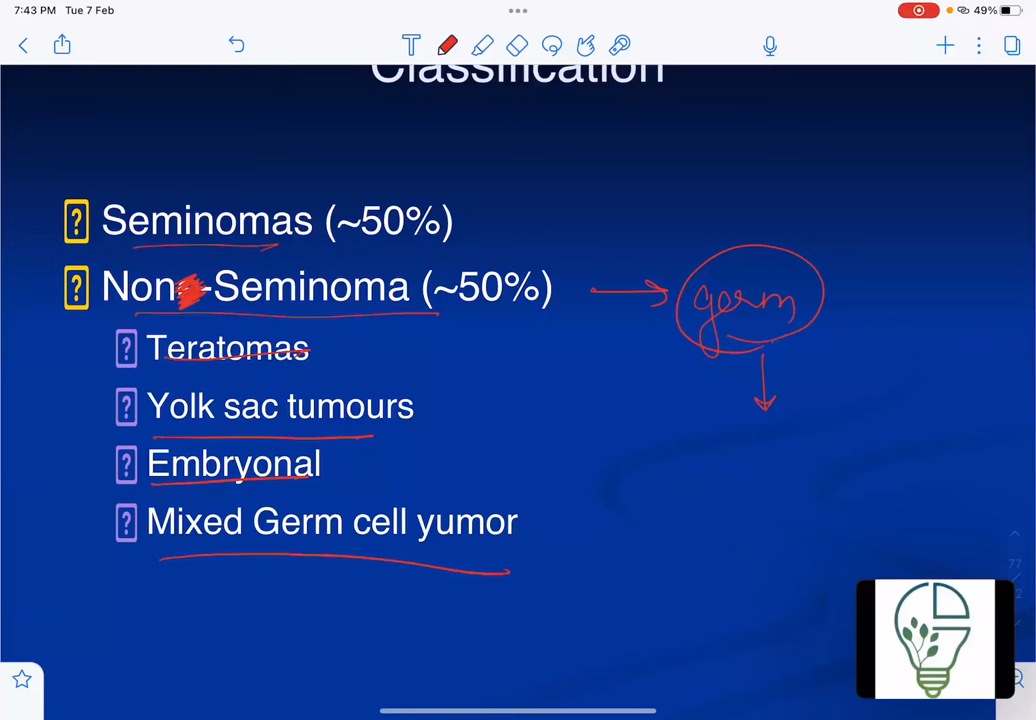 7:43 PM Tue 7 Feb
49%
Classification
Seminomas (~50%)
Non-Seminoma (~50%)
germ
Teratomas
Yolk sac tumours
Embryonal
Mixed Germ cell yumor
77